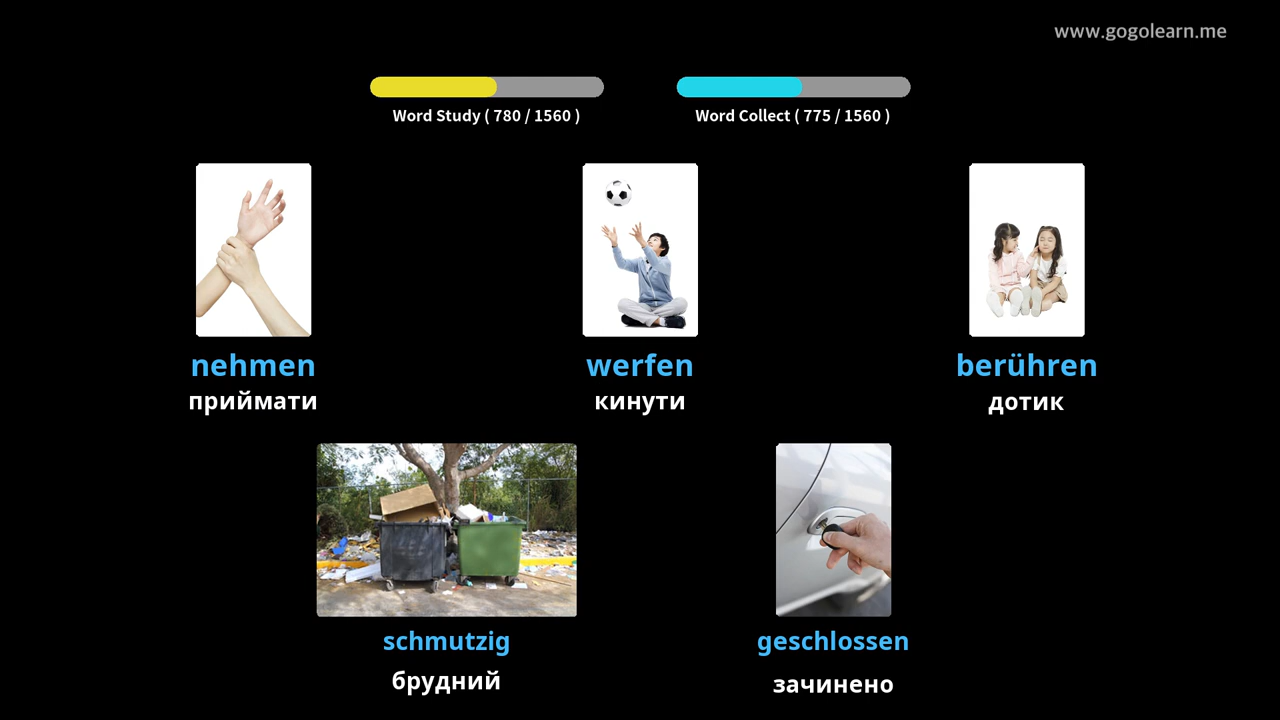 www.gogolearn.me
Word Study ( 780 / 1560 )
Word Collect ( 775 / 1560 )
nehmen
приймати
werfen
кинути
berühren
дотик
schmutzig
брудний
geschlossen
зачинено